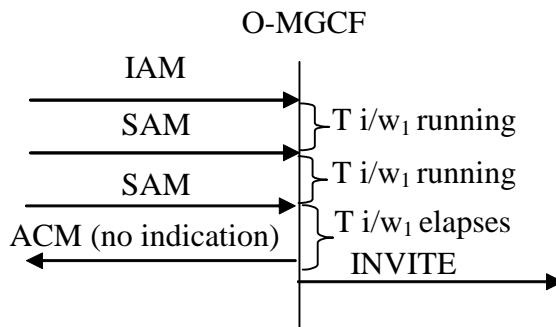 O-MGCF
IAM
T i/w₁ running
SAM
T i/w₁ running
SAM
T i/w₁ elapses
ACM (no indication)
INVITE